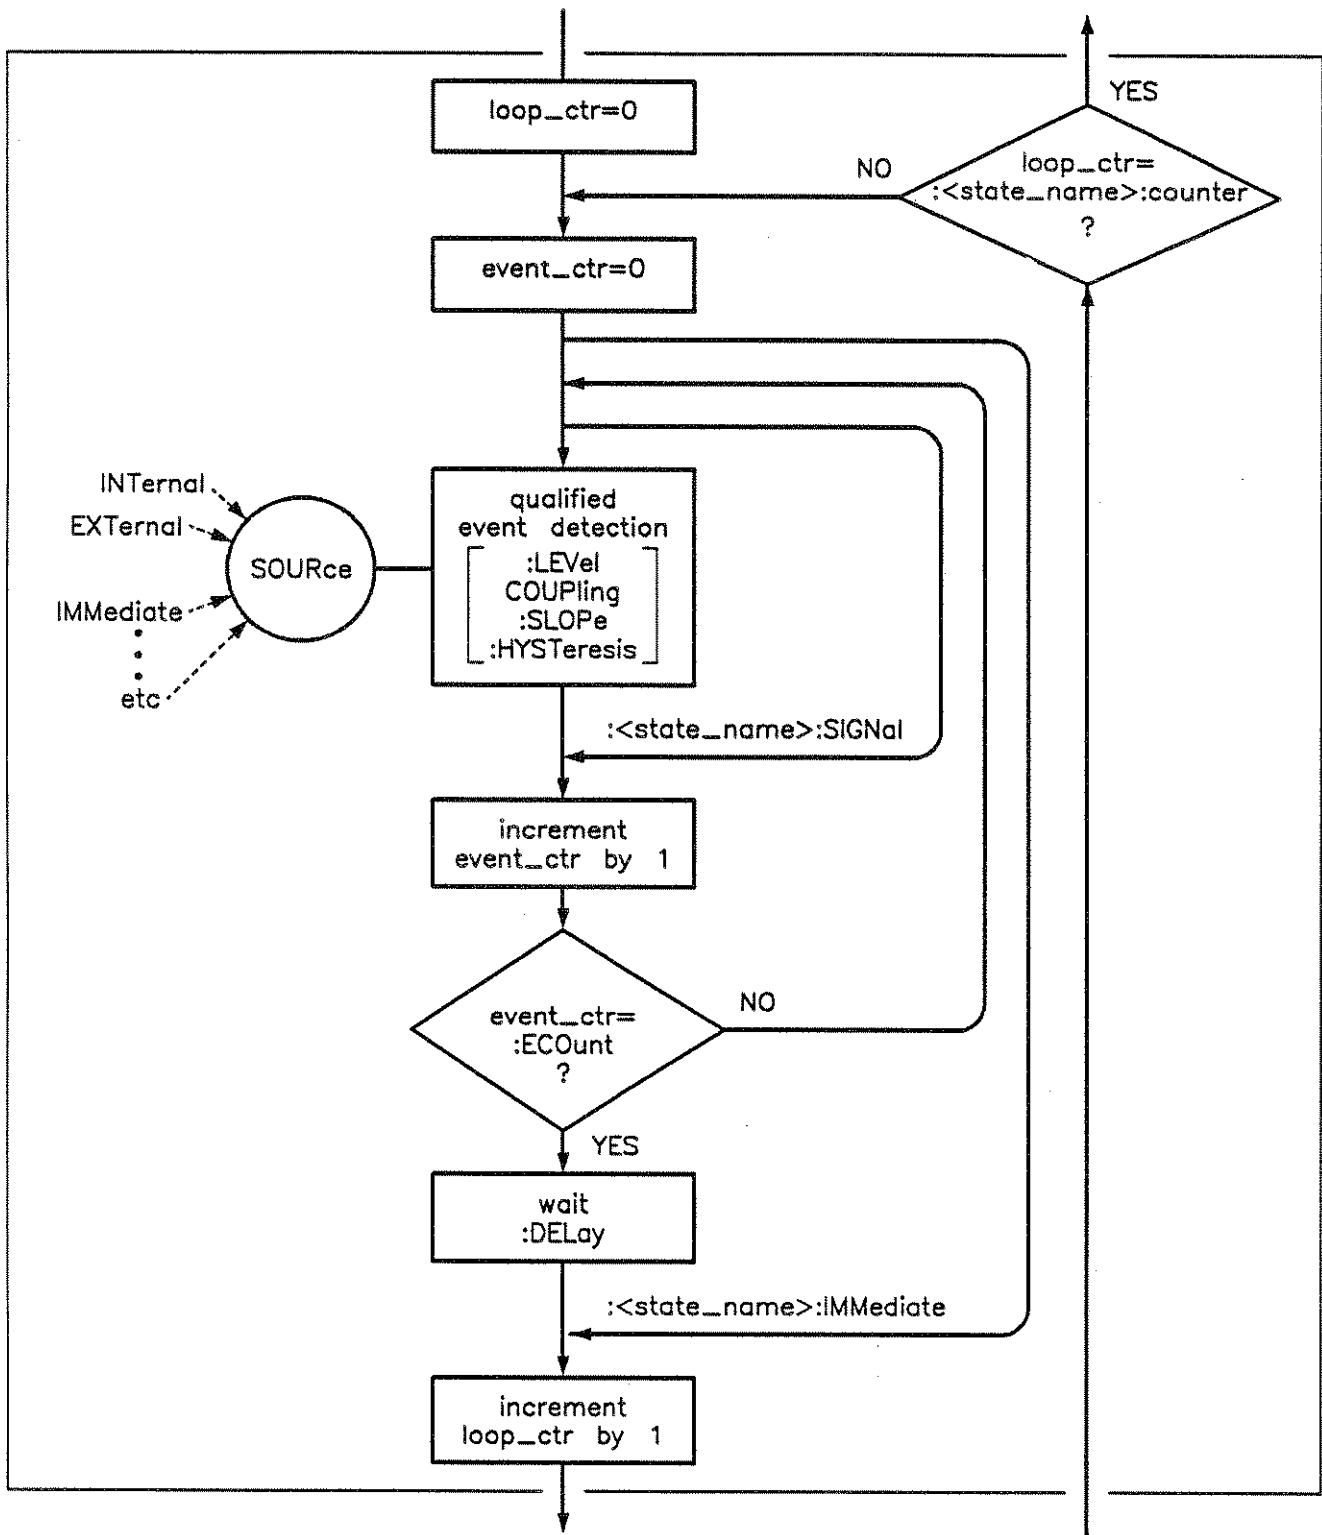 loop_ctr=0
YES
NO
loop_ctr=
:<state_name>:counter
?
event_ctr=0
INTernal
EXTernal
IMMediate
etc
SOURce
qualified
event detection
:LEVel
COUPling
:SLOPe
:HYSTeresis
:<state_name>:SIGNal
increment
event_ctr by 1
event_ctr=
:ECOunt
?
NO
YES
wait
:DELay
:<state_name>:IMMediate
increment
loop_ctr by 1